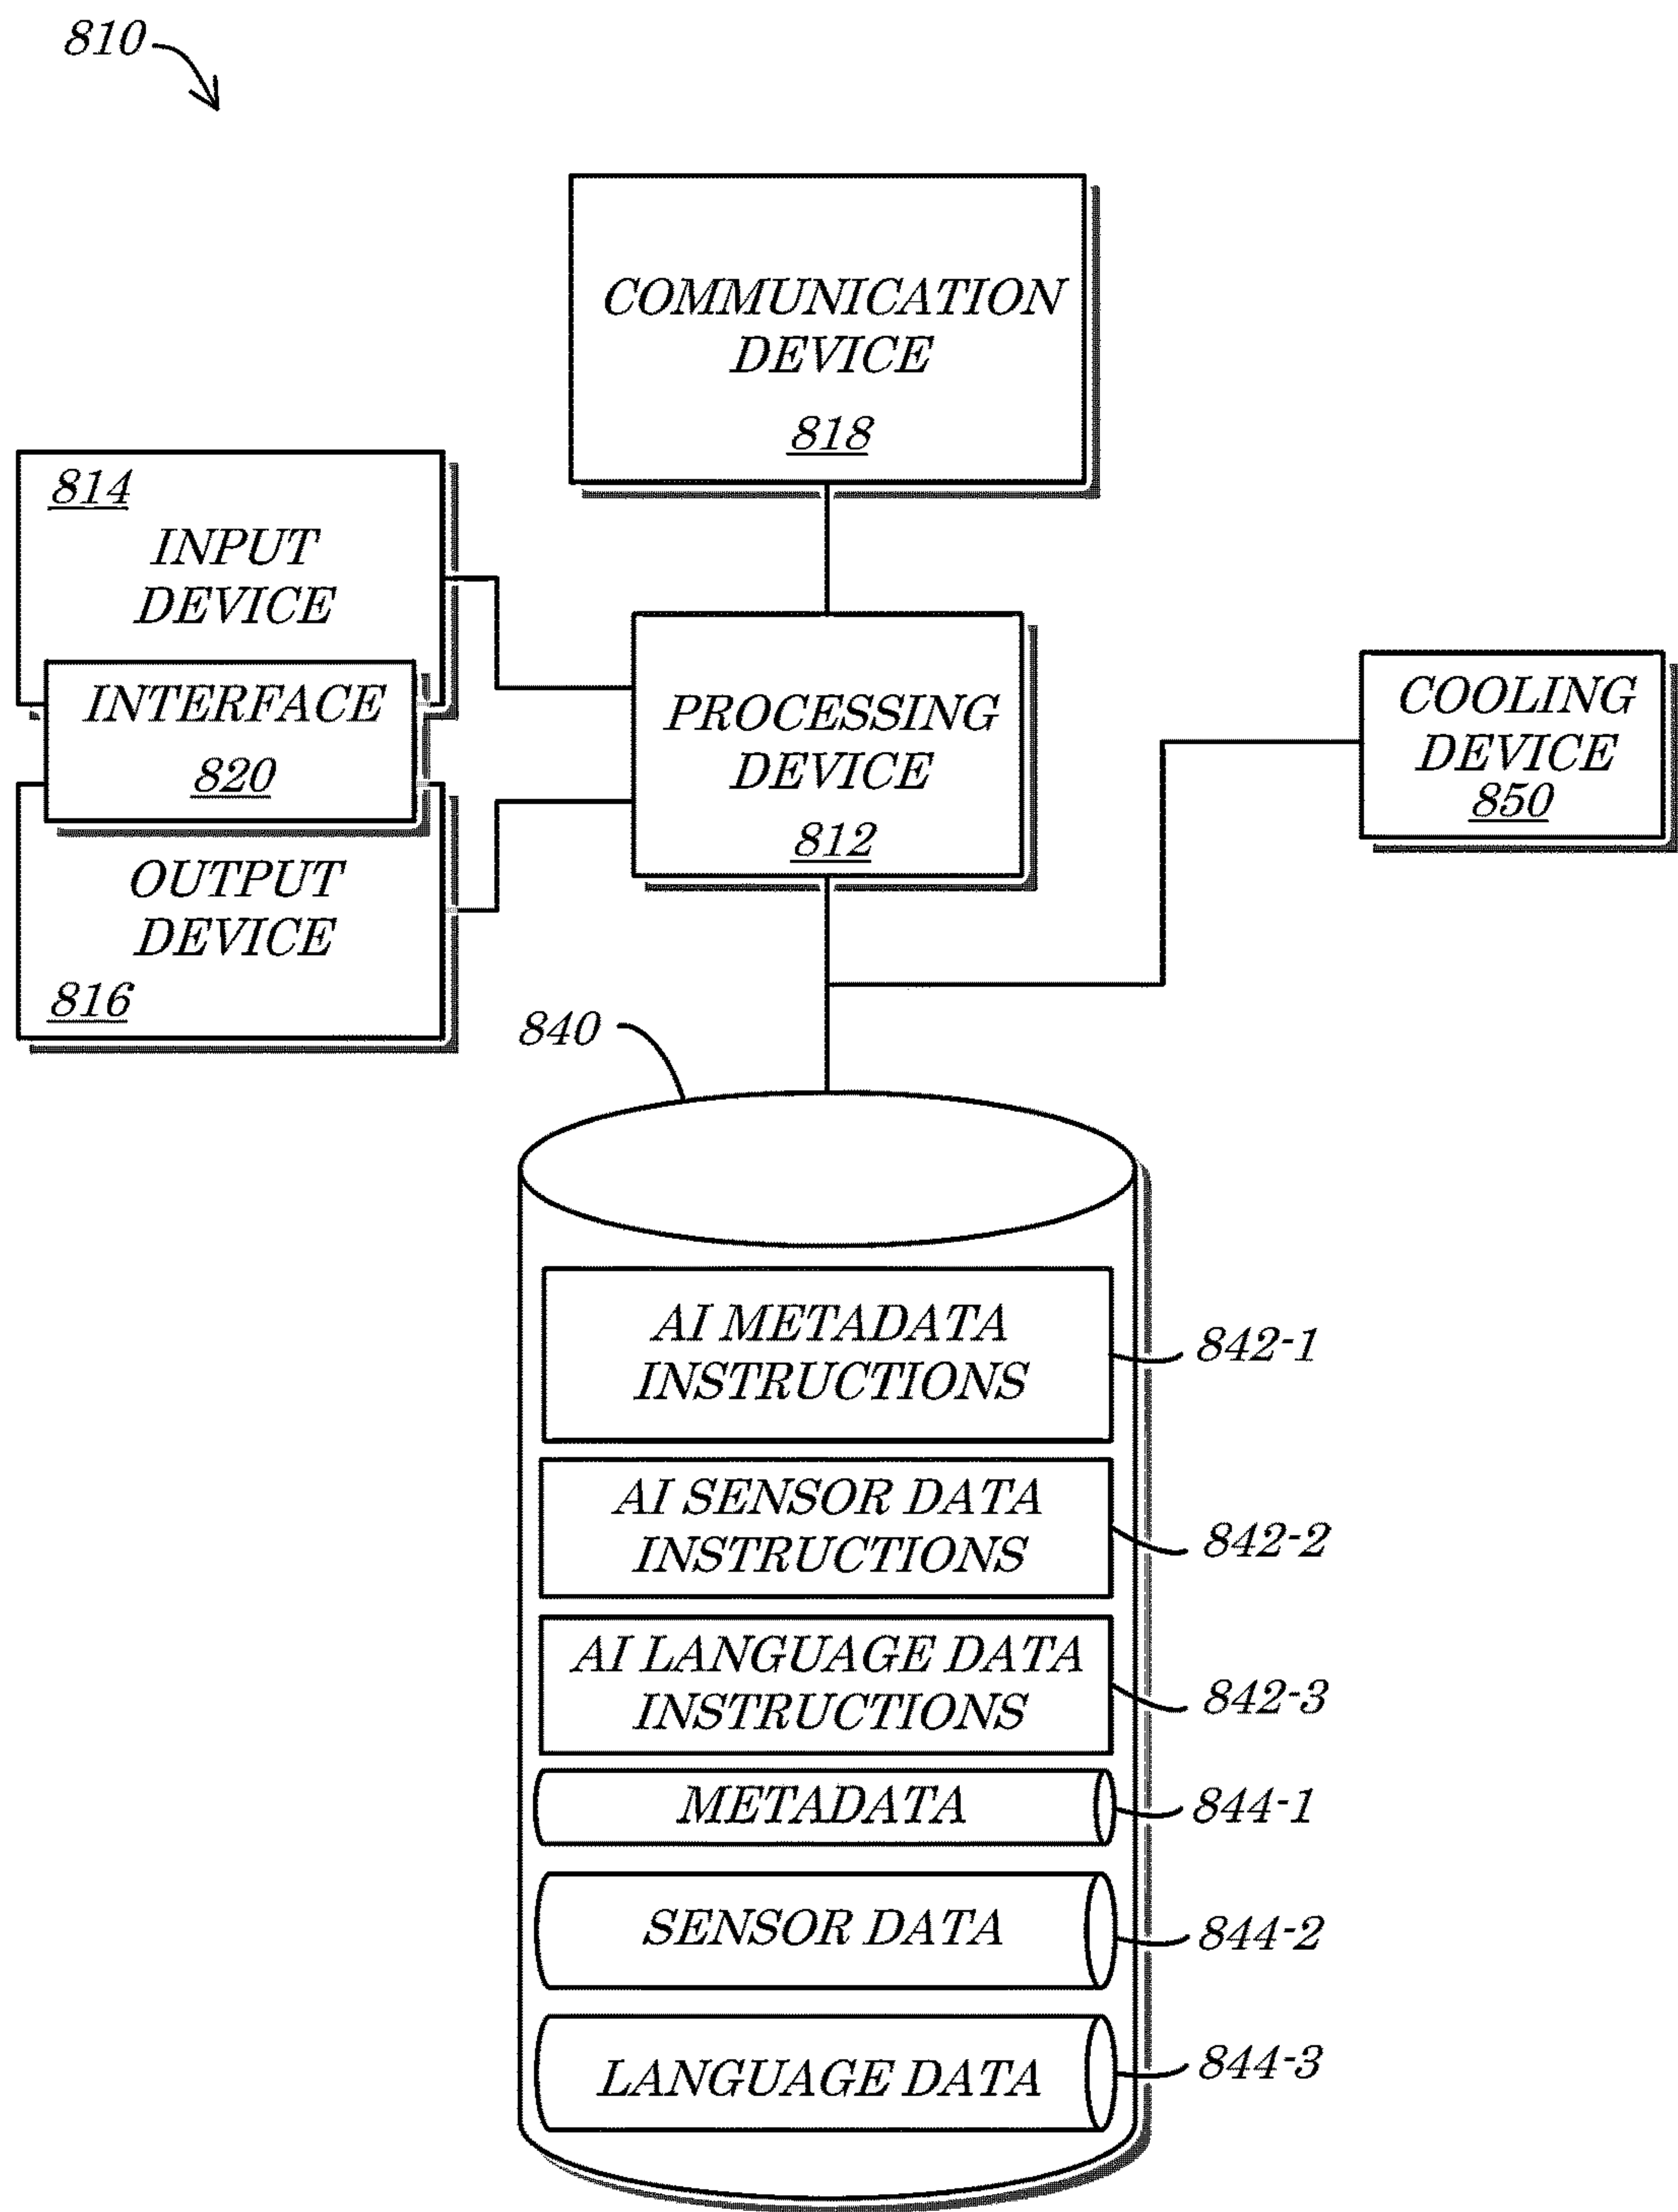 810
COMMUNICATION
DEVICE
818
814
INPUT
DEVICE
INTERFACE
820
OUTPUT
DEVICE
816
PROCESSING
DEVICE
812
COOLING
DEVICE
850
840
AI METADATA
INSTRUCTIONS
842-1
AI SENSOR DATA
INSTRUCTIONS
842-2
AI LANGUAGE DATA
INSTRUCTIONS
842-3
METADATA
844-1
SENSOR DATA
844-2
LANGUAGE DATA
844-3